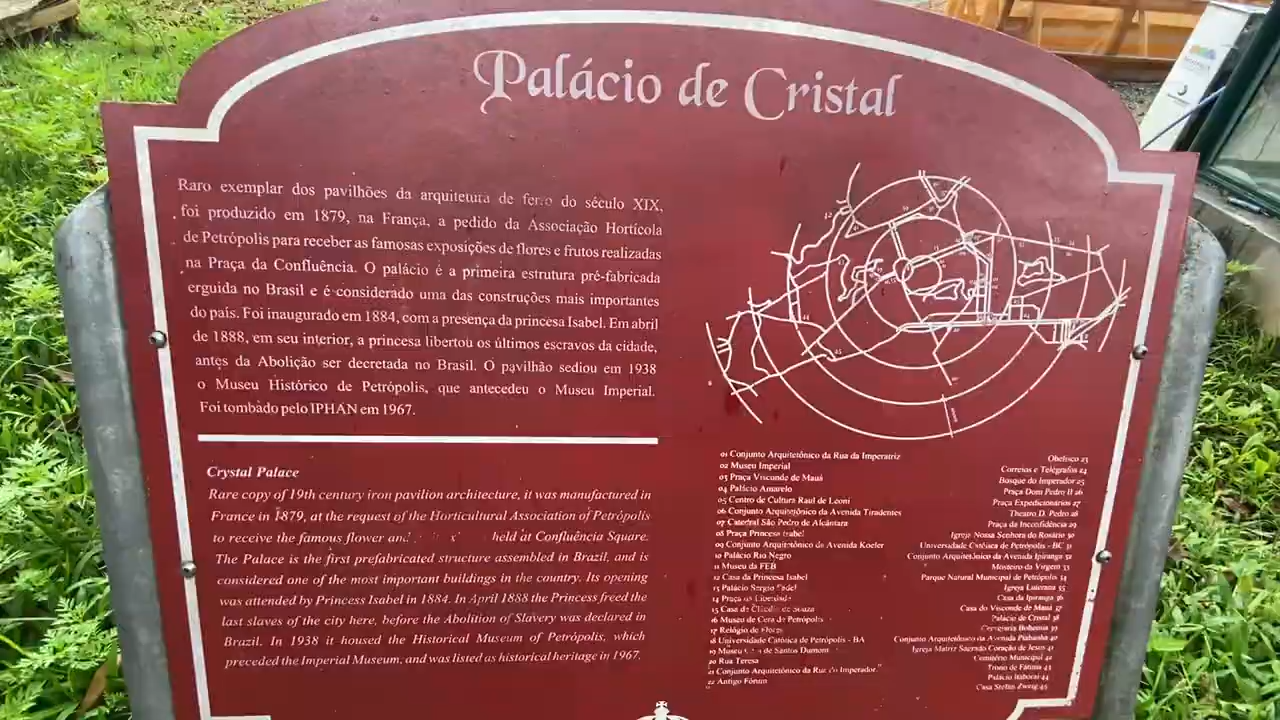 Palácio de Cristal
Raro exemplar dos pavilhões da arquitetura de ferro do século XIX,
foi produzido em 1879, na França, a pedido da Associação Hortícola
de Petrópolis para receber as famosas exposições de flores e frutos realizadas
na Praça da Confluência. O palácio é a primeira estrutura pré-fabricada
erguida no Brasil e é considerado uma das construções mais importantes
do país. Foi inaugurado em 1884, com a presença da princesa Isabel. Em abril
de 1888, em seu interior, a princesa libertou os últimos escravos da cidade,
antes da Abolição ser decretada no Brasil. O pavilhão sediou em 1938
o Museu Histórico de Petrópolis, que antecedeu o Museu Imperial.
Foi tombado pelo IPHAN em 1967.
Crystal Palace
Rare copy of 19th century iron pavilion architecture, it was manufactured in
France in 1879, at the request of the Horticultural Association of Petrópolis
to receive the famous flower and held at Confluência Square.
The Palace is the first prefabricated structure assembled in Brazil, and is
considered one of the most important buildings in the country. Its opening
was attended by Princess Isabel in 1884. In April 1888 the Princess freed the
last slaves of the city here, before the Abolition of Slavery was declared in
Brazil. In 1938 it housed the Historical Museum of Petrópolis, which
preceded the Imperial Museum, and was listed as historical heritage in 1967.
01 Conjunto Arquitetônico da Rua da Imperatriz
02 Museu Imperial
03 Praça Visconde de Mauá
04 Palácio Amarelo
05 Centro de Cultura Raul de Leoni
06 Conjunto Arquitetônico da Avenida Tiradentes
07 Catedral São Pedro de Alcântara
08 Praça Princesa Isabel
09 Conjunto Arquitetônico da Avenida Koeler
10 Palácio Rio Negro
11 Museu da FEB
12 Casa da Princesa Isabel
13 Palácio Sergio Fadel
14 Praça da Liberdade
15 Casa de Cláudio de Souza
16 Museu de Cera de Petrópolis
17 Relógio de Flores
18 Universidade Católica de Petrópolis - BA
19 Museu Casa de Santos Dumont
20 Rua Teresa
21 Conjunto Arquitetônico da Rua do Imperador
22 Antigo Fórum
Obelisco 23
Correios e Telégrafos 24
Bosque do Imperador 25
Praça Dom Pedro II 26
Praça Expedicionários 27
Theatro D. Pedro 28
Praça da Inconfidência 29
Igreja Nossa Senhora do Rosário 30
Universidade Católica de Petrópolis - BC 31
Conjunto Arquitetônico da Avenida Ipiranga 32
Mosteiro da Virgem 33
Parque Natural Municipal de Petrópolis 34
Igreja Luterana 35
Casa da Ipiranga 36
Casa do Visconde de Mauá 37
Palácio de Cristal 38
Cervejaria Bohemia 39
Conjunto Arquitetônico da Avenida Piabanha 40
Igreja Matriz Sagrado Coração de Jesus 41
Cemitério Municipal 42
Trono de Fátima 43
Palácio Itaboraí 44
Casa Stefan Zweig 45